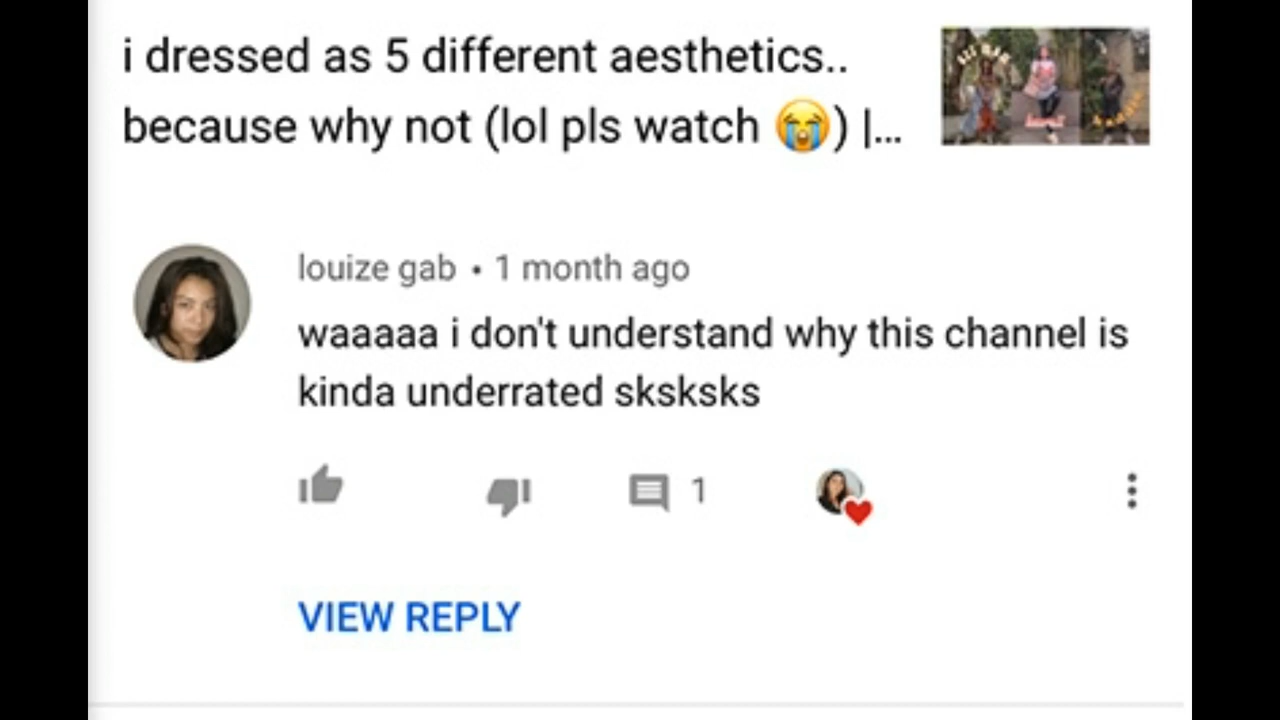 i dressed as 5 different aesthetics..
because why not (lol pls watch 😭) |...
louize gab • 1 month ago
waaaaa i don't understand why this channel is
kinda underrated sksksks
1
VIEW REPLY